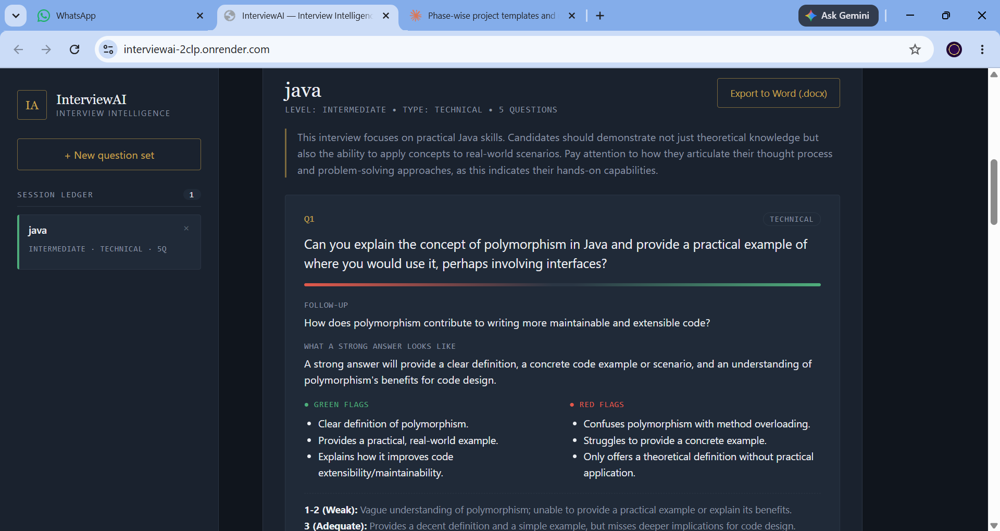 WhatsApp
InterviewAI — Interview Intelligenc
Phase-wise project templates and
Ask Gemini
interviewai-2clp.onrender.com
IA
InterviewAI
INTERVIEW INTELLIGENCE
+ New question set
SESSION LEDGER
1
java
×
INTERMEDIATE · TECHNICAL · 5Q
java
LEVEL: INTERMEDIATE • TYPE: TECHNICAL • 5 QUESTIONS
Export to Word (.docx)
This interview focuses on practical Java skills. Candidates should demonstrate not just theoretical knowledge but
also the ability to apply concepts to real-world scenarios. Pay attention to how they articulate their thought process
and problem-solving approaches, as this indicates their hands-on capabilities.
Q1
TECHNICAL
Can you explain the concept of polymorphism in Java and provide a practical example of
where you would use it, perhaps involving interfaces?
FOLLOW-UP
How does polymorphism contribute to writing more maintainable and extensible code?
WHAT A STRONG ANSWER LOOKS LIKE
A strong answer will provide a clear definition, a concrete code example or scenario, and an understanding of
polymorphism's benefits for code design.
● GREEN FLAGS
• Clear definition of polymorphism.
• Provides a practical, real-world example.
• Explains how it improves code
extensibility/maintainability.
● RED FLAGS
• Confuses polymorphism with method overloading.
• Struggles to provide a concrete example.
• Only offers a theoretical definition without practical
application.
1-2 (Weak): Vague understanding of polymorphism; unable to provide a practical example or explain its benefits.
3 (Adequate): Provides a decent definition and a simple example, but misses deeper implications for code design.